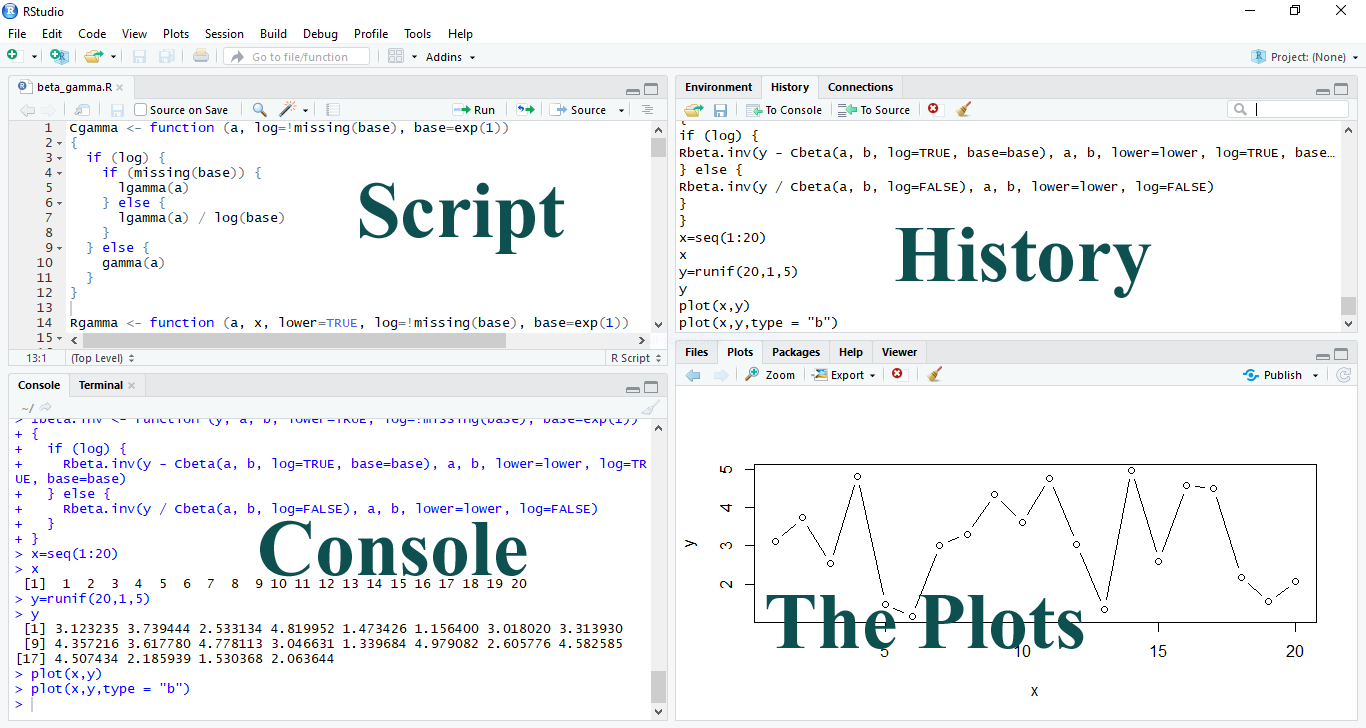 RStudio
File Edit Code View Plots Session Build Debug Profile Tools Help
Go to file/function Addins Project: (None)
beta_gamma.R
Source on Save Run Source
1 Cgamma <- function (a, log=!missing(base), base=exp(1))
2 {
3 if (log) {
4 if (missing(base)) {
5 lgamma(a)
6 } else {
7 lgamma(a) / log(base)
8 }
9 } else {
10 gamma(a)
11 }
12 }
13
14 Rgamma <- function (a, x, lower=TRUE, log=!missing(base), base=exp(1))
15
Script
13:1 (Top Level) R Script
Console Terminal
~/
> Ibeta.inv <- function (y, a, b, lower=TRUE, log=!missing(base), base=exp(1))
+ {
+ if (log) {
+ Rbeta.inv(y - Cbeta(a, b, log=TRUE, base=base), a, b, lower=lower, log=TR
UE, base=base)
+ } else {
+ Rbeta.inv(y / Cbeta(a, b, log=FALSE), a, b, lower=lower, log=FALSE)
+ }
+ }
> x=seq(1:20)
> x
[1] 1 2 3 4 5 6 7 8 9 10 11 12 13 14 15 16 17 18 19 20
> y=runif(20,1,5)
> y
[1] 3.123235 3.739444 2.533134 4.819952 1.473426 1.156400 3.018020 3.313930
[9] 4.357216 3.617780 4.778113 3.046631 1.339684 4.979082 2.605776 4.582585
[17] 4.507434 2.185939 1.530368 2.063644
> plot(x,y)
> plot(x,y,type = "b")
>
Console
Environment History Connections
To Console To Source
{
if (log) {
Rbeta.inv(y - Cbeta(a, b, log=TRUE, base=base), a, b, lower=lower, log=TRUE, base…
} else {
Rbeta.inv(y / Cbeta(a, b, log=FALSE), a, b, lower=lower, log=FALSE)
}
}
x=seq(1:20)
x
y=runif(20,1,5)
y
plot(x,y)
plot(x,y,type = "b")
History
Files Plots Packages Help Viewer
Zoom Export Publish
5
4
3
2
y
The Plots
5 10 15 20
x